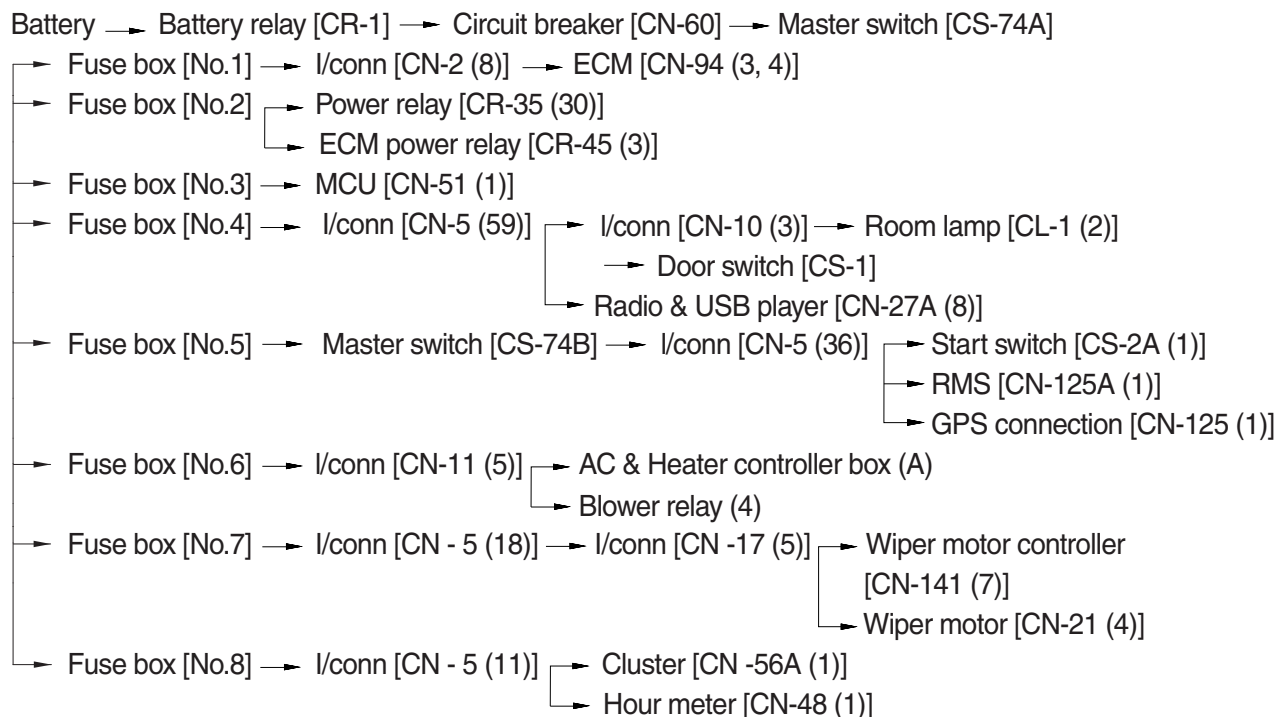 Battery → Battery relay [CR-1] → Circuit breaker [CN-60] → Master switch [CS-74A]
→ Fuse box [No.1] → I/conn [CN-2 (8)] → ECM [CN-94 (3, 4)]
→ Fuse box [No.2] → Power relay [CR-35 (30)]
→ ECM power relay [CR-45 (3)]
→ Fuse box [No.3] → MCU [CN-51 (1)]
→ Fuse box [No.4] → I/conn [CN-5 (59)] → I/conn [CN-10 (3)] → Room lamp [CL-1 (2)]
→ Door switch [CS-1]
→ Radio & USB player [CN-27A (8)]
→ Fuse box [No.5] → Master switch [CS-74B] → I/conn [CN-5 (36)] → Start switch [CS-2A (1)]
→ RMS [CN-125A (1)]
→ GPS connection [CN-125 (1)]
→ Fuse box [No.6] → I/conn [CN-11 (5)] → AC & Heater controller box (A)
→ Blower relay (4)
→ Fuse box [No.7] → I/conn [CN - 5 (18)] → I/conn [CN -17 (5)] → Wiper motor controller
[CN-141 (7)]
→ Wiper motor [CN-21 (4)]
→ Fuse box [No.8] → I/conn [CN - 5 (11)] → Cluster [CN -56A (1)]
→ Hour meter [CN-48 (1)]